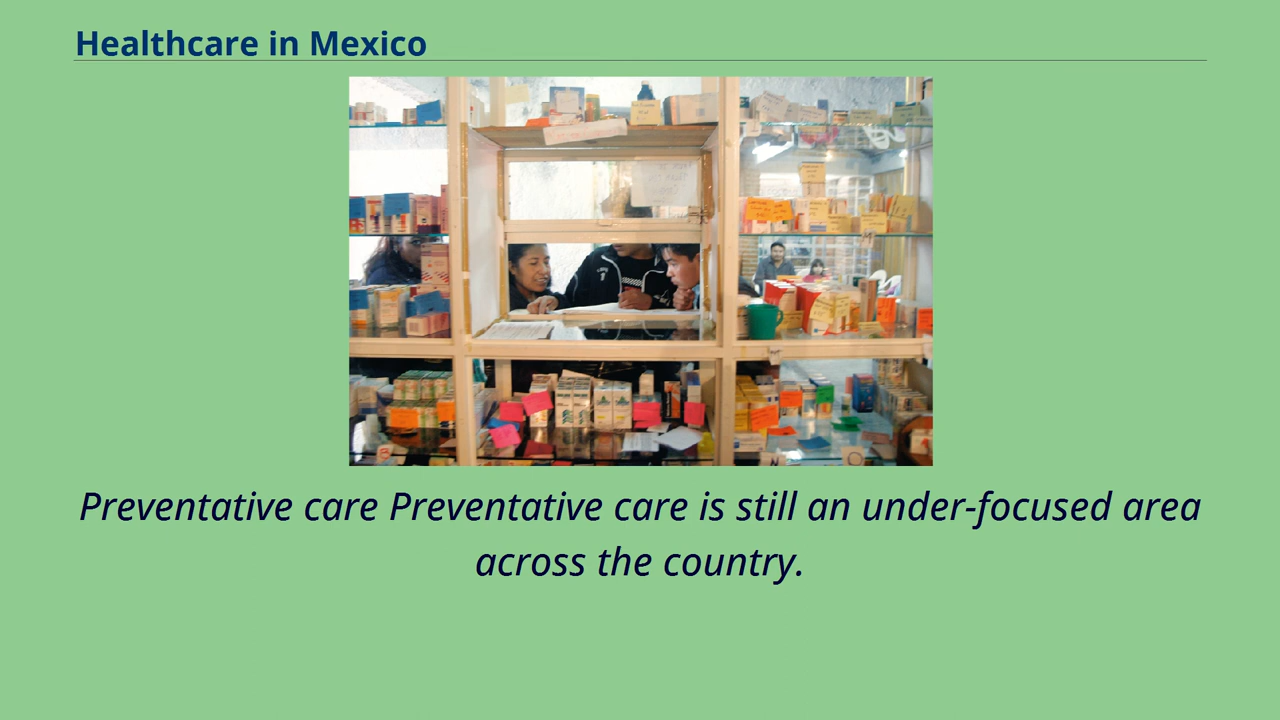 Healthcare in Mexico
Preventative care Preventative care is still an under-focused area
across the country.